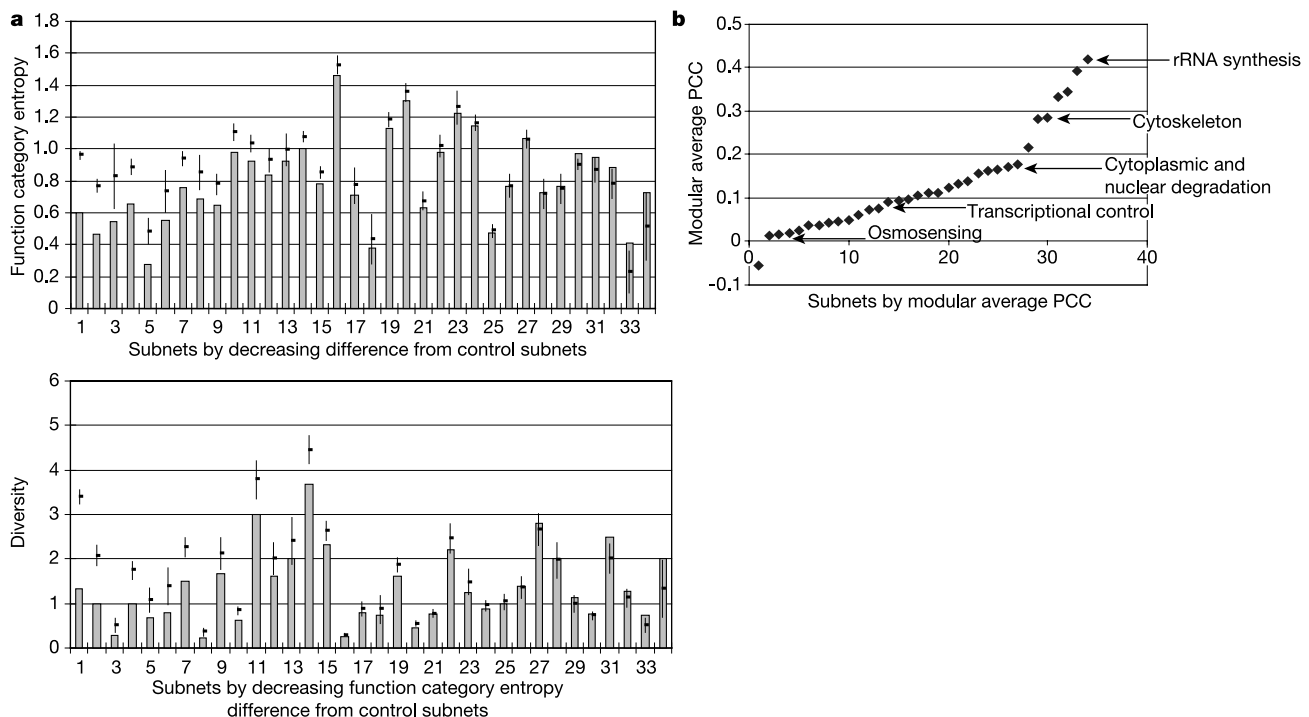 a
1.8
1.6
1.4
1.2
1.0
0.8
0.6
0.4
0.2
0
Function category entropy
1 3 5 7 9 11 13 15 17 19 21 23 25 27 29 31 33
Subnets by decreasing difference from control subnets
b
0.5
0.4
0.3
0.2
0.1
0
-0.1
Modular average PCC
rRNA synthesis
Cytoskeleton
Cytoplasmic and
nuclear degradation
Transcriptional control
Osmosensing
0 10 20 30 40
Subnets by modular average PCC
6
5
4
3
2
1
0
Diversity
1 3 5 7 9 11 13 15 17 19 21 23 25 27 29 31 33
Subnets by decreasing function category entropy
difference from control subnets